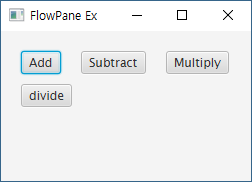 FlowPane Ex
Add Subtract Multiply
divide